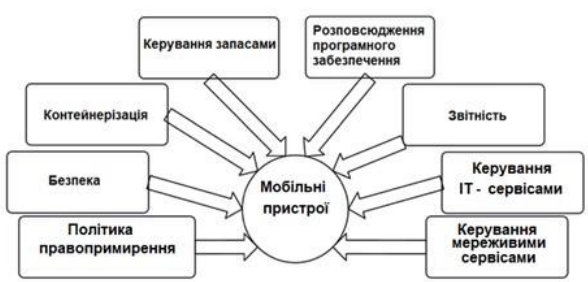 Керування запасами
Розповсюдження
програмного
забезпечення
Контейнерізація
Звітність
Безпека
Мобільні
пристрої
Керування
ІТ - сервісами
Політика
правопримирення
Керування
мереживими
сервісами